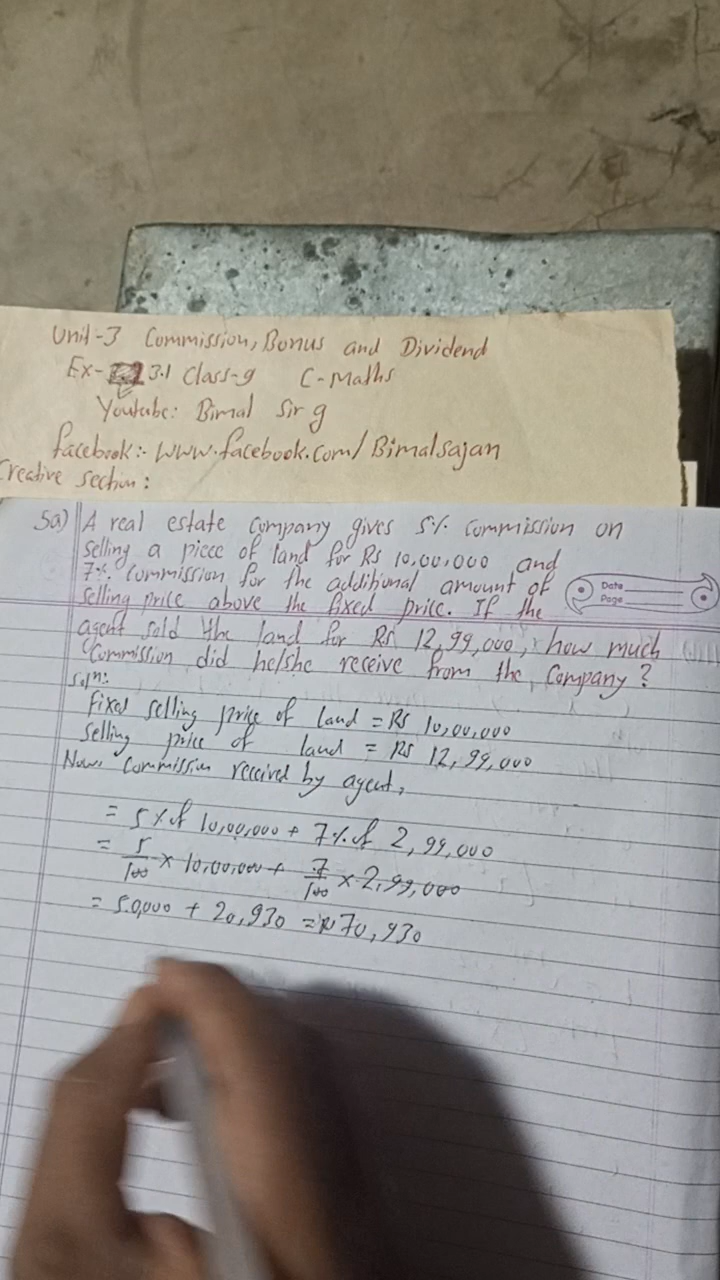 Unit-3 Commission, Bonus and Dividend
Ex- 3.1 Class-9 C-Maths
Youtube: Bimal Sir g
facebook:- www.facebook.com/Bimalsajan
Creative section:
5a) A real estate company gives 5% commission on
selling a piece of land for Rs 10,00,000 and
7% commission for the additional amount of
selling price above the fixed price. If the
agent sold the land for Rs 12,99,000, how much
commission did he/she receive from the company?
Date
Page
Soln:
Fixed selling price of land = Rs 10,00,000
Selling price of land = Rs 12,99,000
Now, Commission received by agent,
= 5% of 10,00,000 + 7% of 2,99,000
= 5/100 × 10,00,000 + 7/100 × 2,99,000
= 50,000 + 20,930 = Rs 70,930